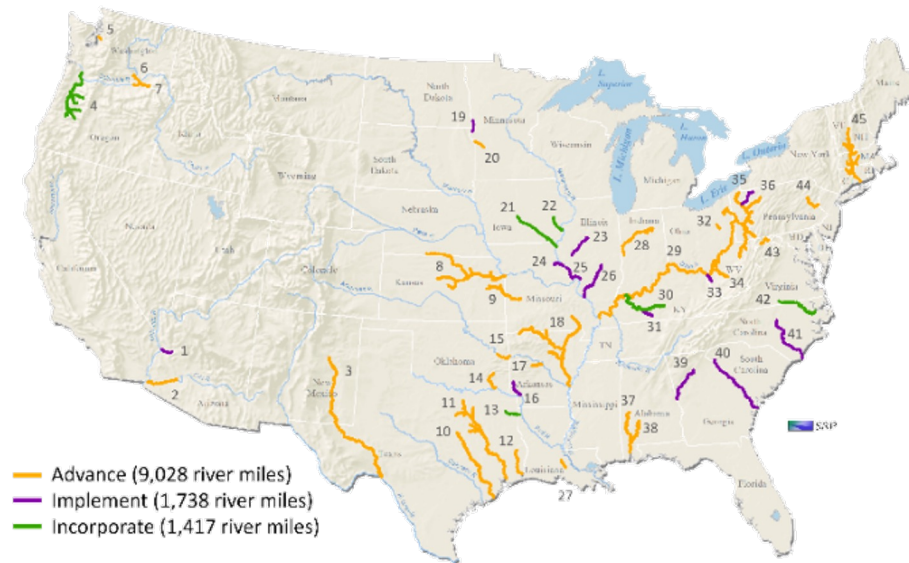 5
Washington
6
7
4
Oregon
Idaho
Montana
North
Dakota
19
Minnesota
20
L.
Superior
Wisconsin
L. Michigan
L.
Huron
Michigan
L. Ontario
L. Erie
New York
Maine
45
VT
NH
MA
RI
South
Dakota
Wyoming
Nebraska
21
22
Iowa
Illinois
23
24
25
26
Indiana
28
Ohio
29
32
35
36
44
Pennsylvania
MD
NJ
43
WV
34
33
Virginia
42
30
KY
31
Nevada
Utah
California
Colorado
8
Kansas
9
Missouri
18
15
17
Oklahoma
14
Arkansas
16
13
TN
North
Carolina
41
South
Carolina
40
39
Georgia
Alabama
37
38
Mississippi
1
2
Arizona
New
Mexico
3
Texas
11
10
12
Louisiana
27
Florida
SRP
Advance (9,028 river miles)
Implement (1,738 river miles)
Incorporate (1,417 river miles)